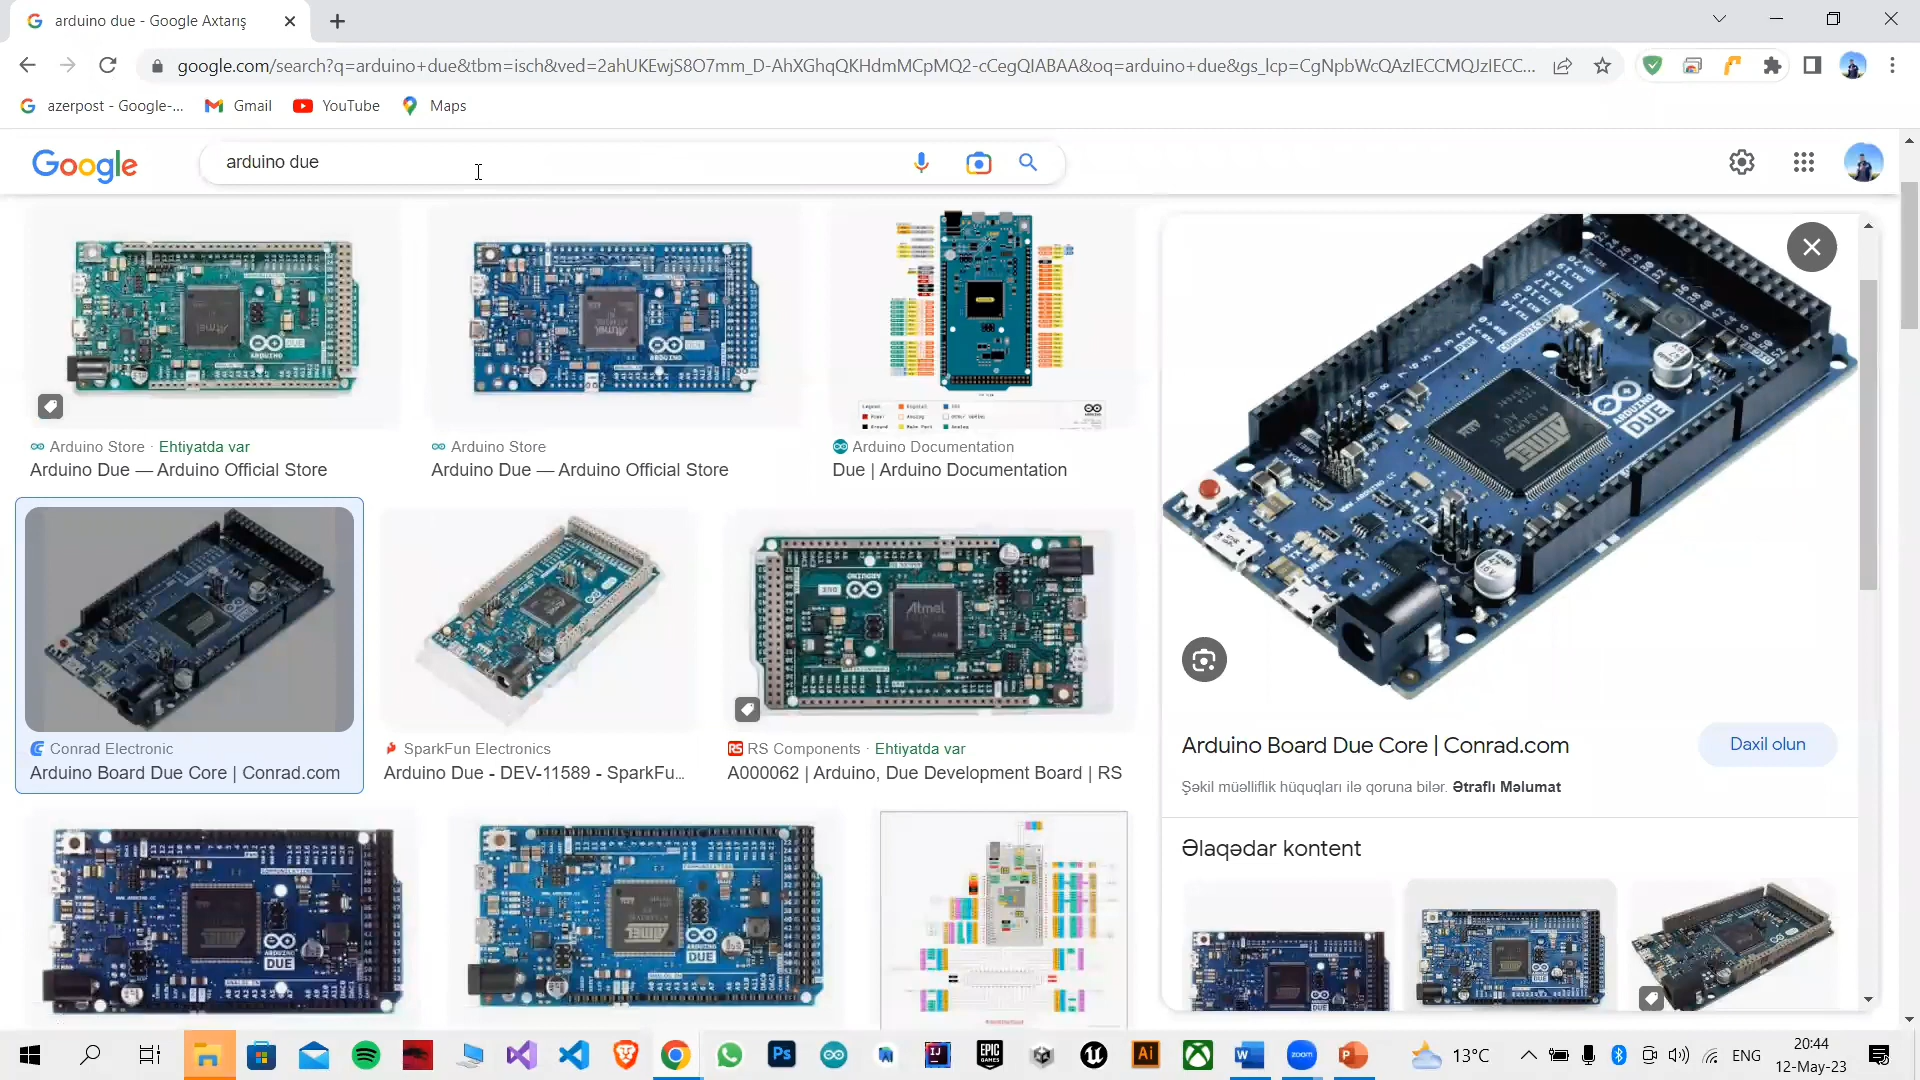 arduino due - Google Axtarış
google.com/search?q=arduino+due&tbm=isch&ved=2ahUKEwjS8O7mm_D-AhXGhqQKHdmMCpMQ2-cCegQIABAA&oq=arduino+due&gs_lcp=CgNpbWcQAzIECCMQJzIECC...
azerpost - Google-...
Gmail
YouTube
Maps
Google
arduino due
Arduino Store · Ehtiyatda var
Arduino Due — Arduino Official Store
Arduino Store
Arduino Due — Arduino Official Store
Arduino Documentation
Due | Arduino Documentation
Conrad Electronic
Arduino Board Due Core | Conrad.com
SparkFun Electronics
Arduino Due - DEV-11589 - SparkFu...
RS Components · Ehtiyatda var
A000062 | Arduino, Due Development Board | RS
ATMEL
ARDUINO
DUE
Arduino Board Due Core | Conrad.com
Daxil olun
Şəkil müəlliflik hüquqları ilə qoruna bilər. Ətraflı Məlumat
Əlaqədar kontent
13°C
ENG
20:44
12-May-23